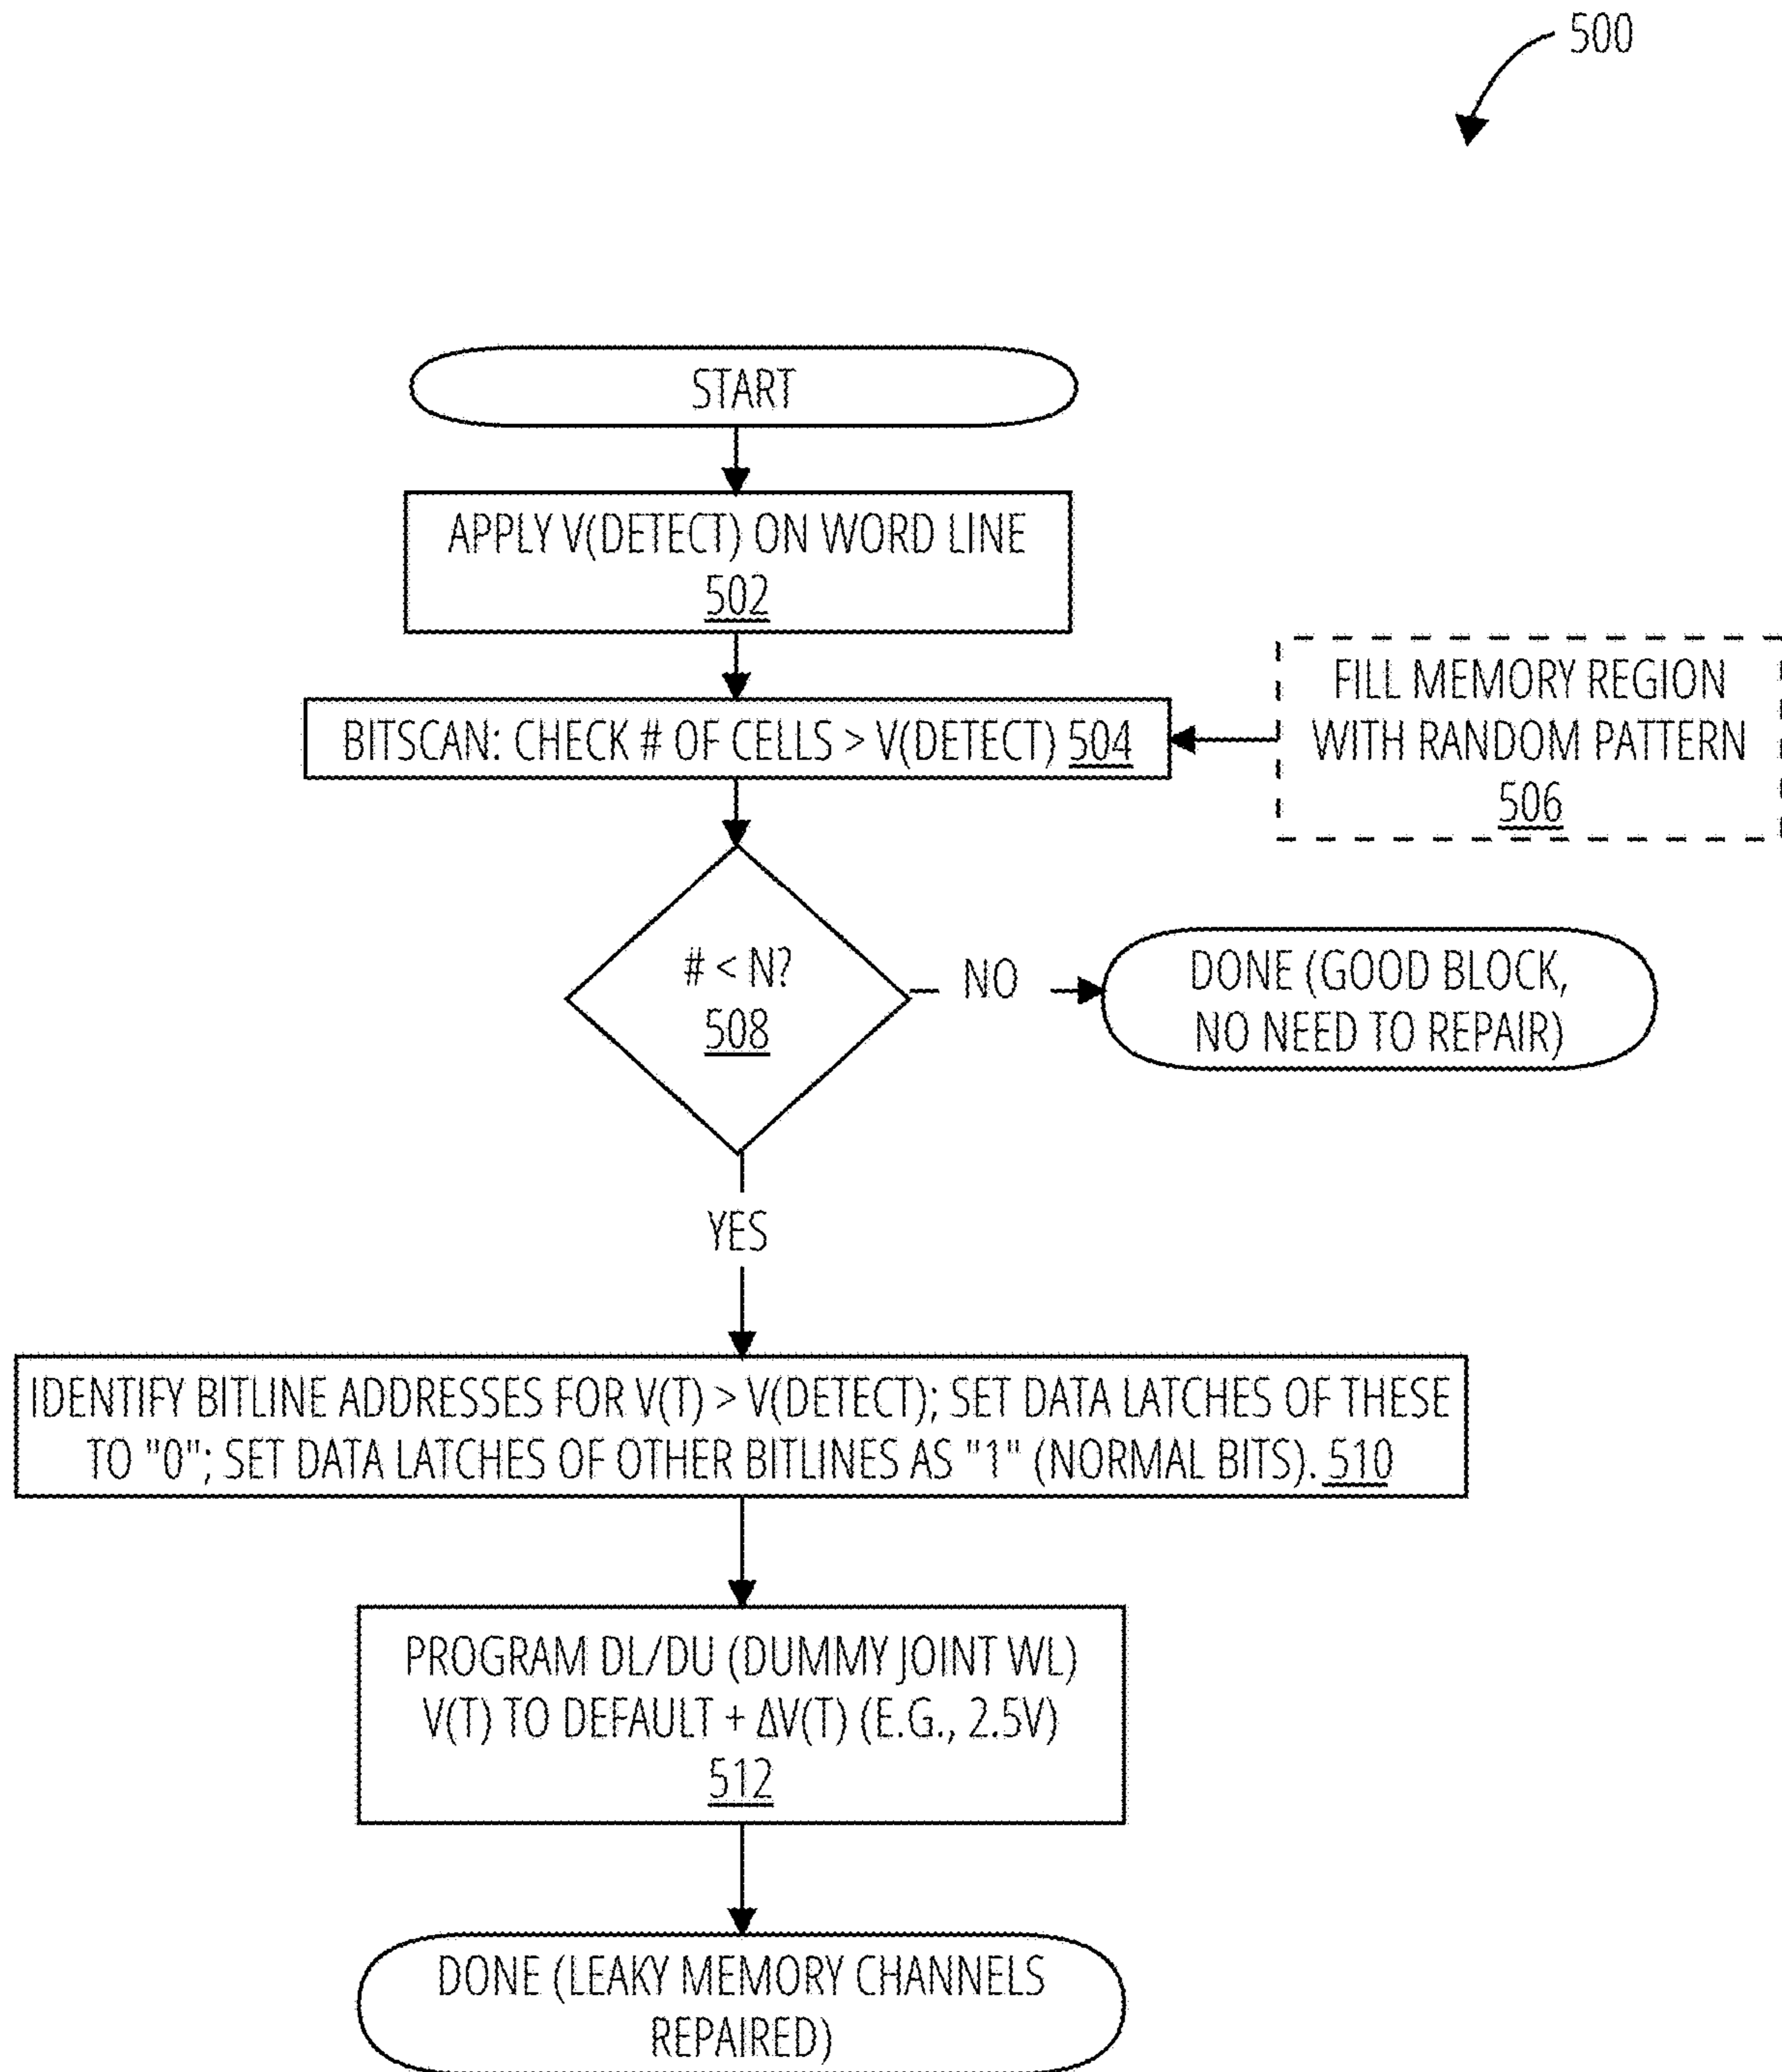 500
START
APPLY V(DETECT) ON WORD LINE
502
BITSCAN: CHECK # OF CELLS > V(DETECT) 504
FILL MEMORY REGION
WITH RANDOM PATTERN
506
# < N?
508
NO
DONE (GOOD BLOCK,
NO NEED TO REPAIR)
YES
IDENTIFY BITLINE ADDRESSES FOR V(T) > V(DETECT); SET DATA LATCHES OF THESE
TO "0"; SET DATA LATCHES OF OTHER BITLINES AS "1" (NORMAL BITS). 510
PROGRAM DL/DU (DUMMY JOINT WL)
V(T) TO DEFAULT + ΔV(T) (E.G., 2.5V)
512
DONE (LEAKY MEMORY CHANNELS
REPAIRED)